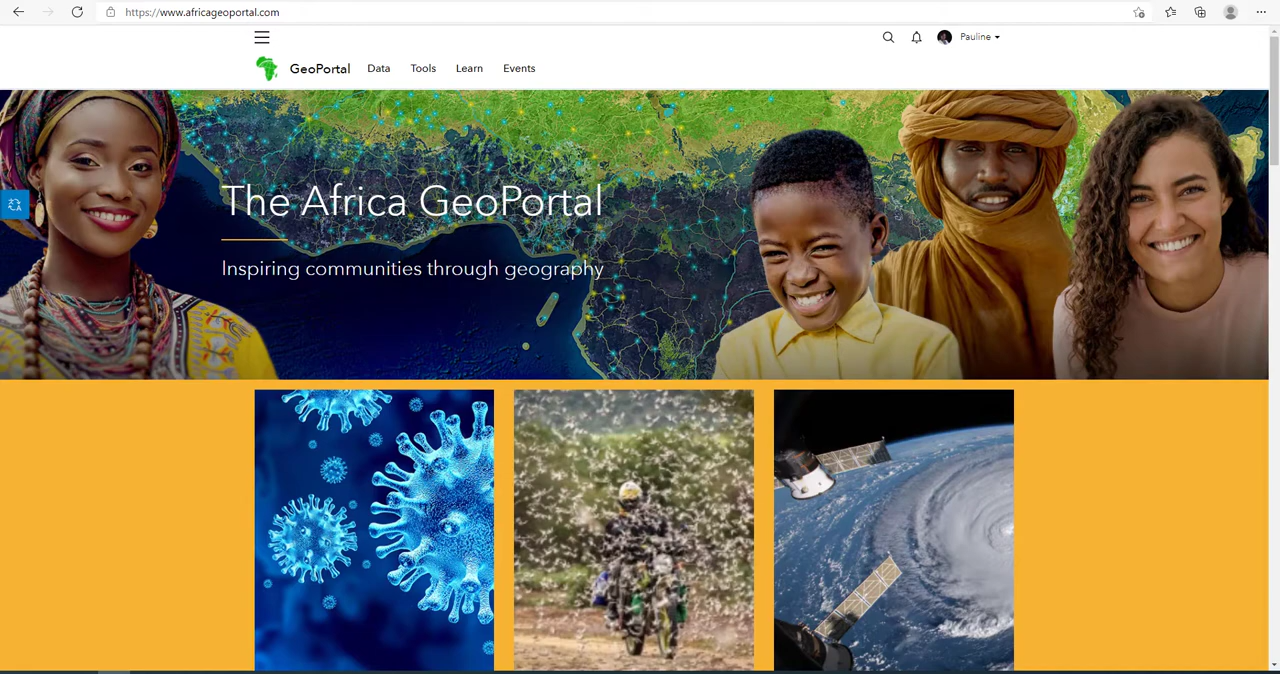 https://www.africageoportal.com
Pauline
GeoPortal Data Tools Learn Events
The Africa GeoPortal
Inspiring communities through geography